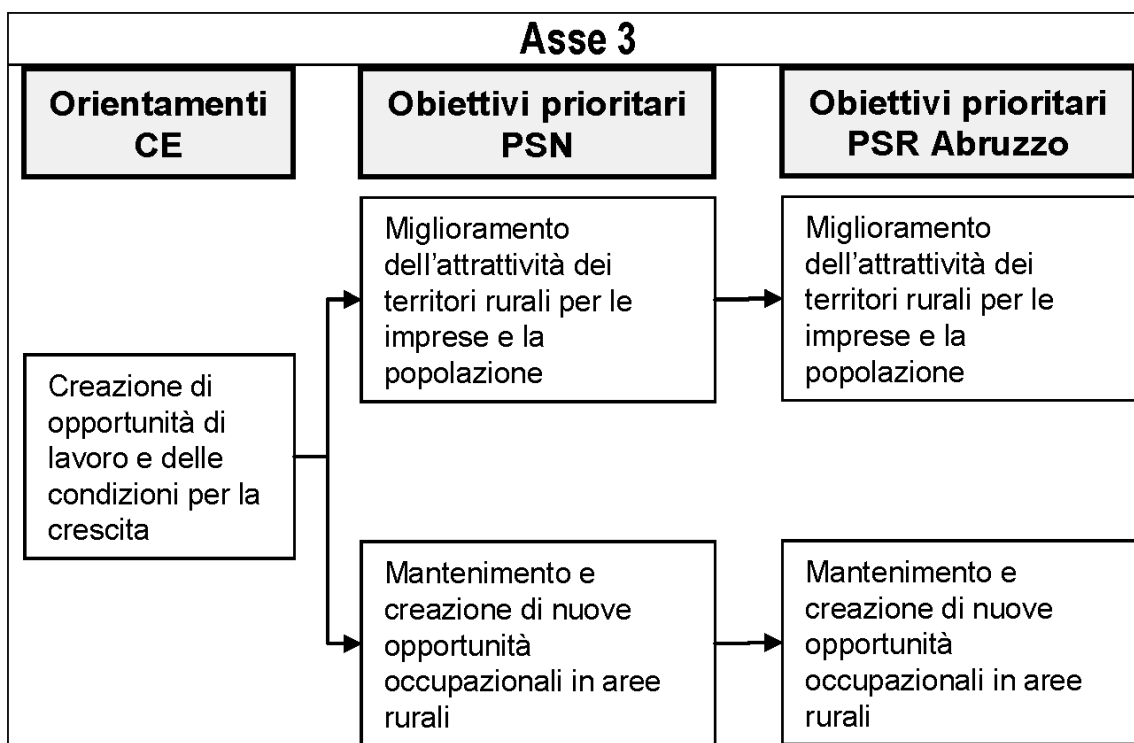 Asse 3
Orientamenti
CE
Obiettivi prioritari
PSN
Obiettivi prioritari
PSR Abruzzo
Creazione di
opportunità di
lavoro e delle
condizioni per la
crescita
Miglioramento
dell'attrattività dei
territori rurali per le
imprese e la
popolazione
Miglioramento
dell'attrattività dei
territori rurali per le
imprese e la
popolazione
Mantenimento e
creazione di nuove
opportunità
occupazionali in aree
rurali
Mantenimento e
creazione di nuove
opportunità
occupazionali in aree
rurali